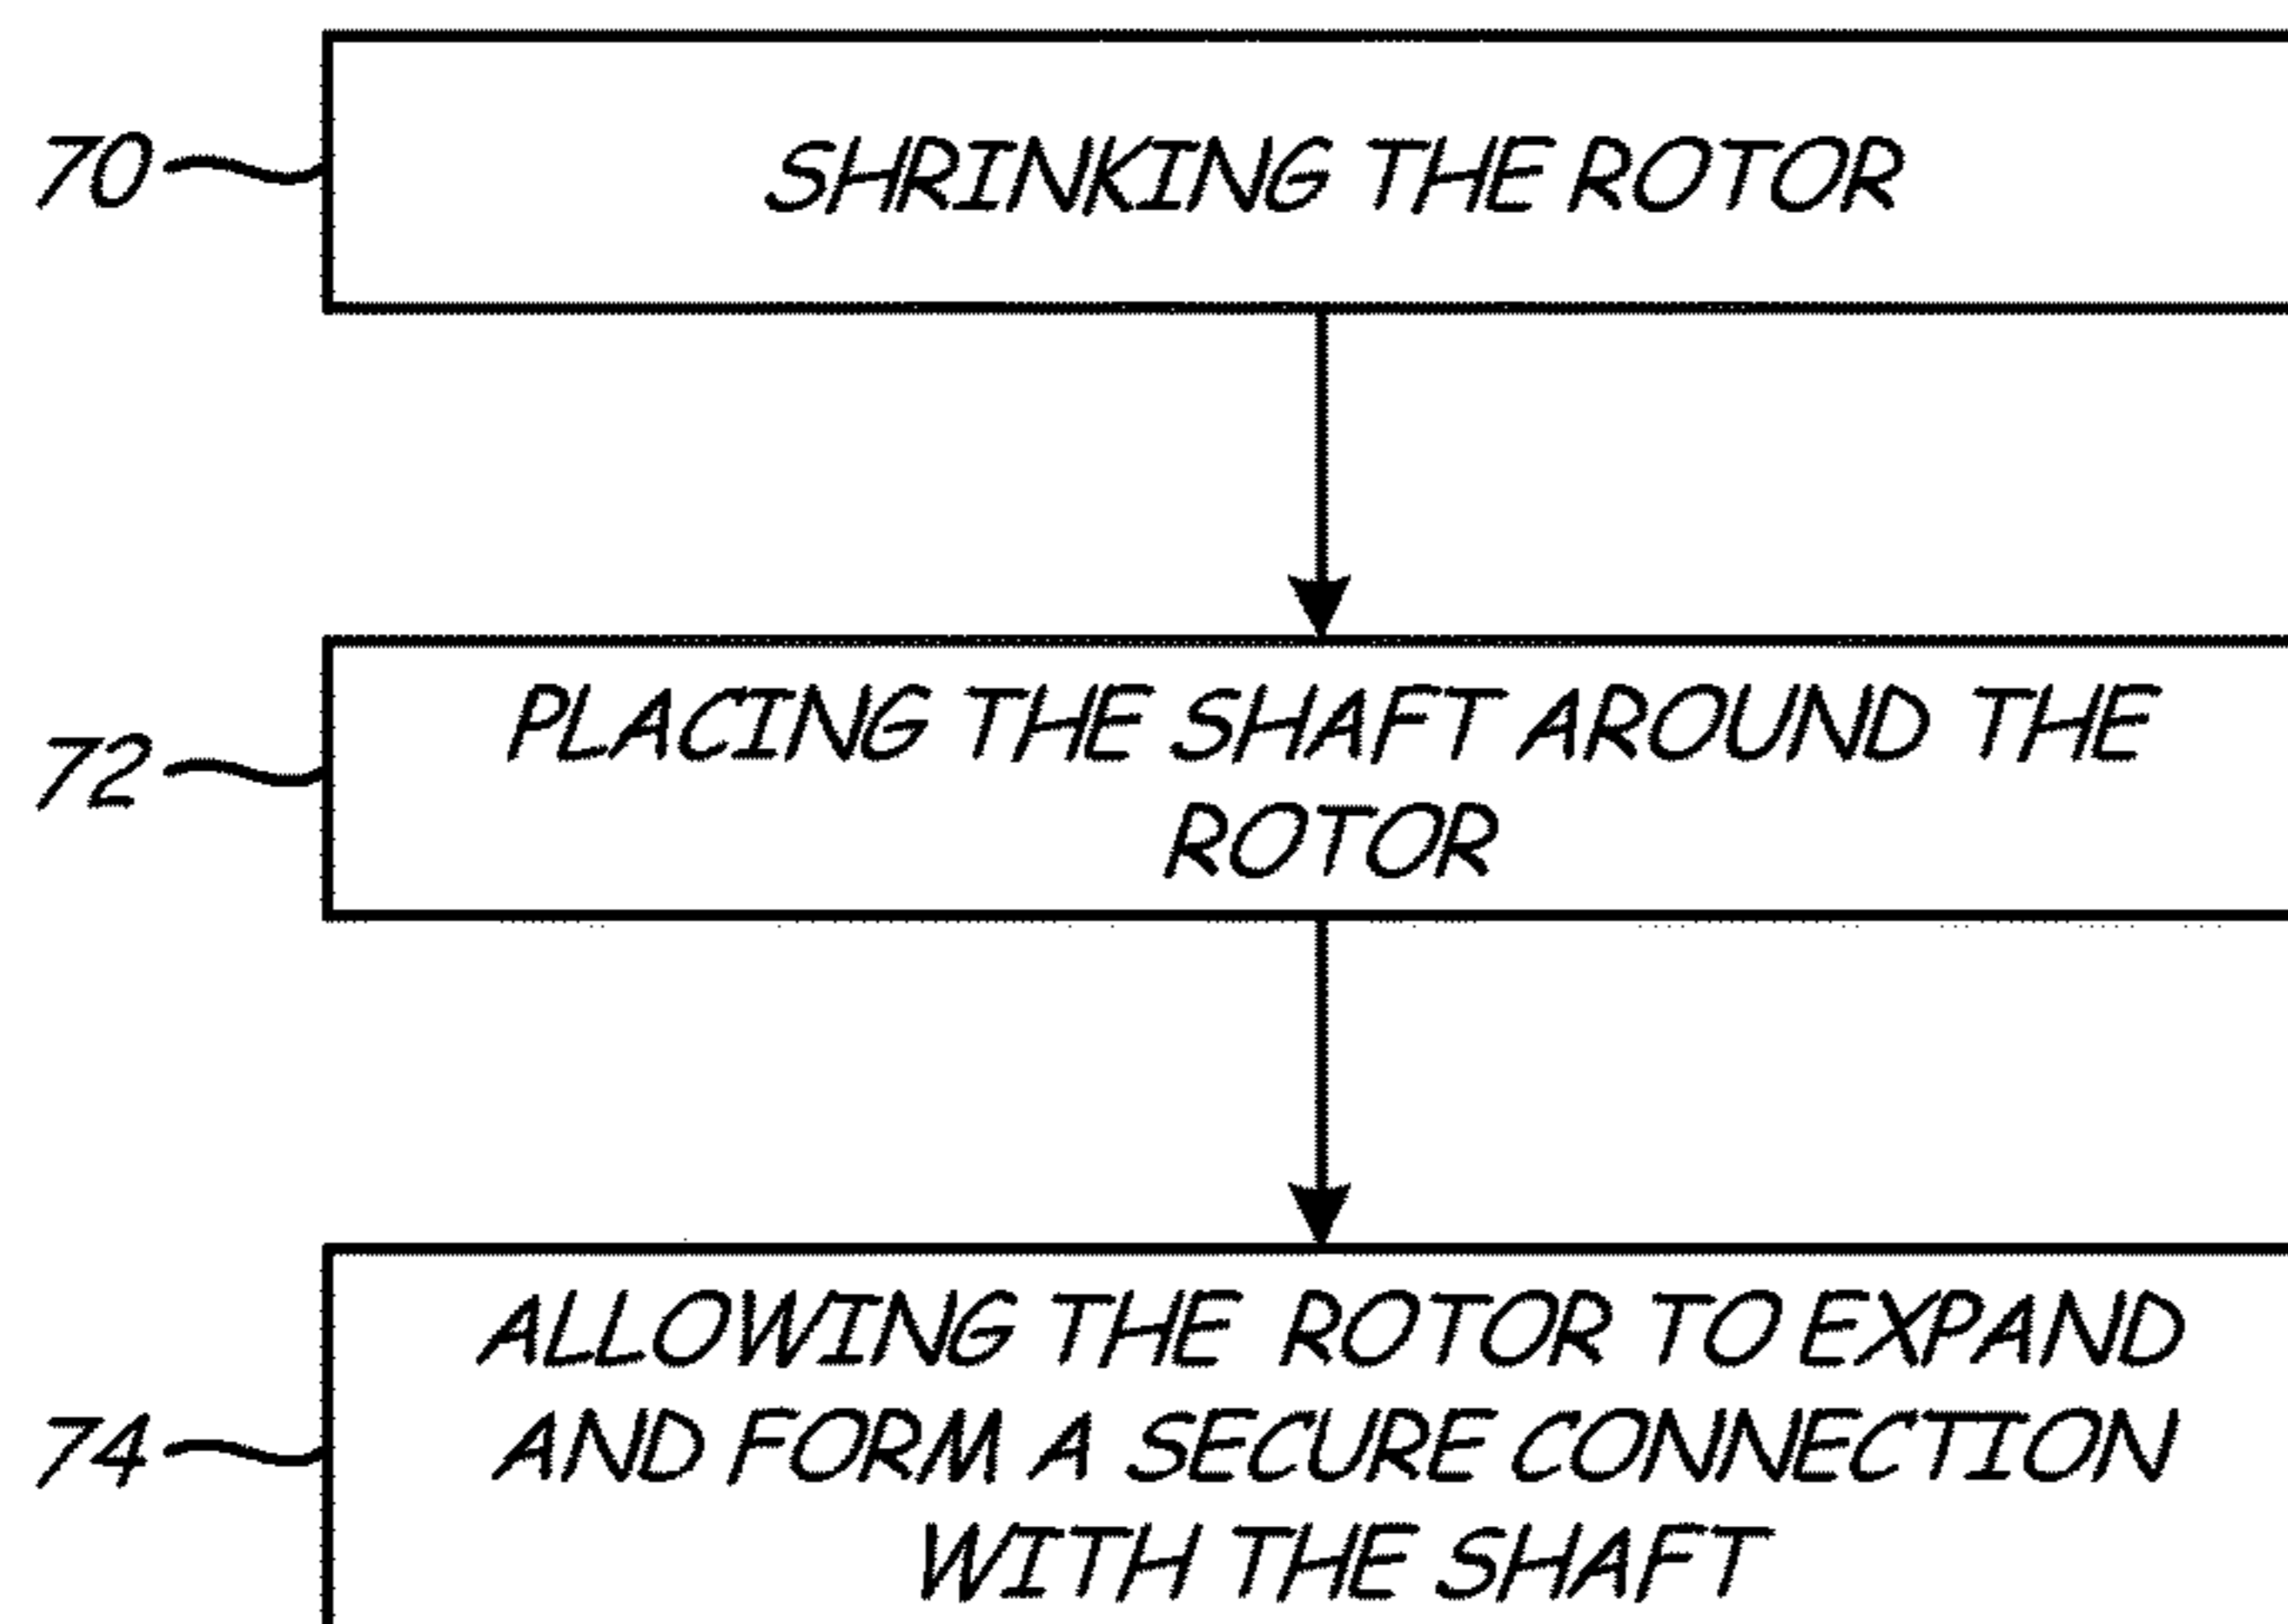 70
SHRINKING THE ROTOR
72
PLACING THE SHAFT AROUND THE
ROTOR
74
ALLOWING THE ROTOR TO EXPAND
AND FORM A SECURE CONNECTION
WITH THE SHAFT